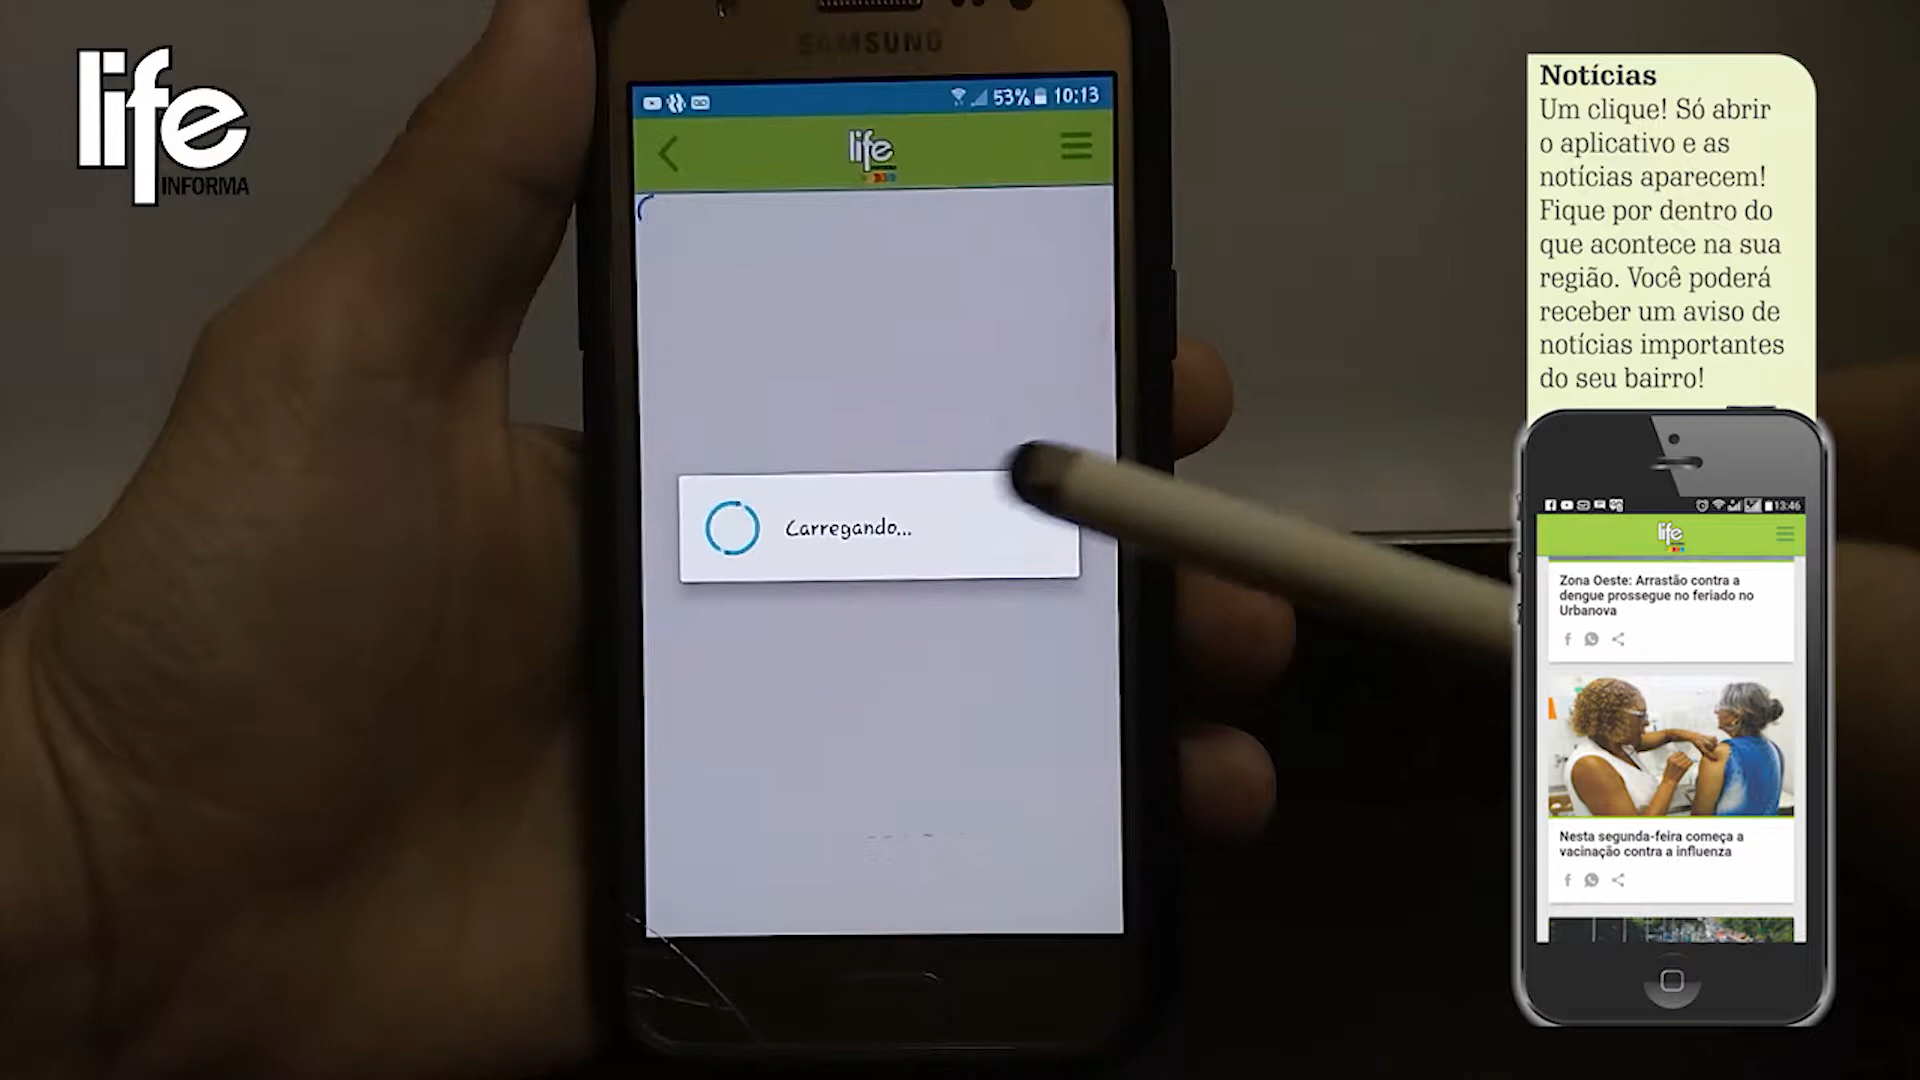 life
INFORMA
SAMSUNG
53% 10:13
life
Carregando...
Notícias
Um clique! Só abrir
o aplicativo e as
notícias aparecem!
Fique por dentro do
que acontece na sua
região. Você poderá
receber um aviso de
notícias importantes
do seu bairro!
13:46
life
Zona Oeste: Arrastão contra a
dengue prossegue no feriado no
Urbanova
Nesta segunda-feira começa a
vacinação contra a influenza